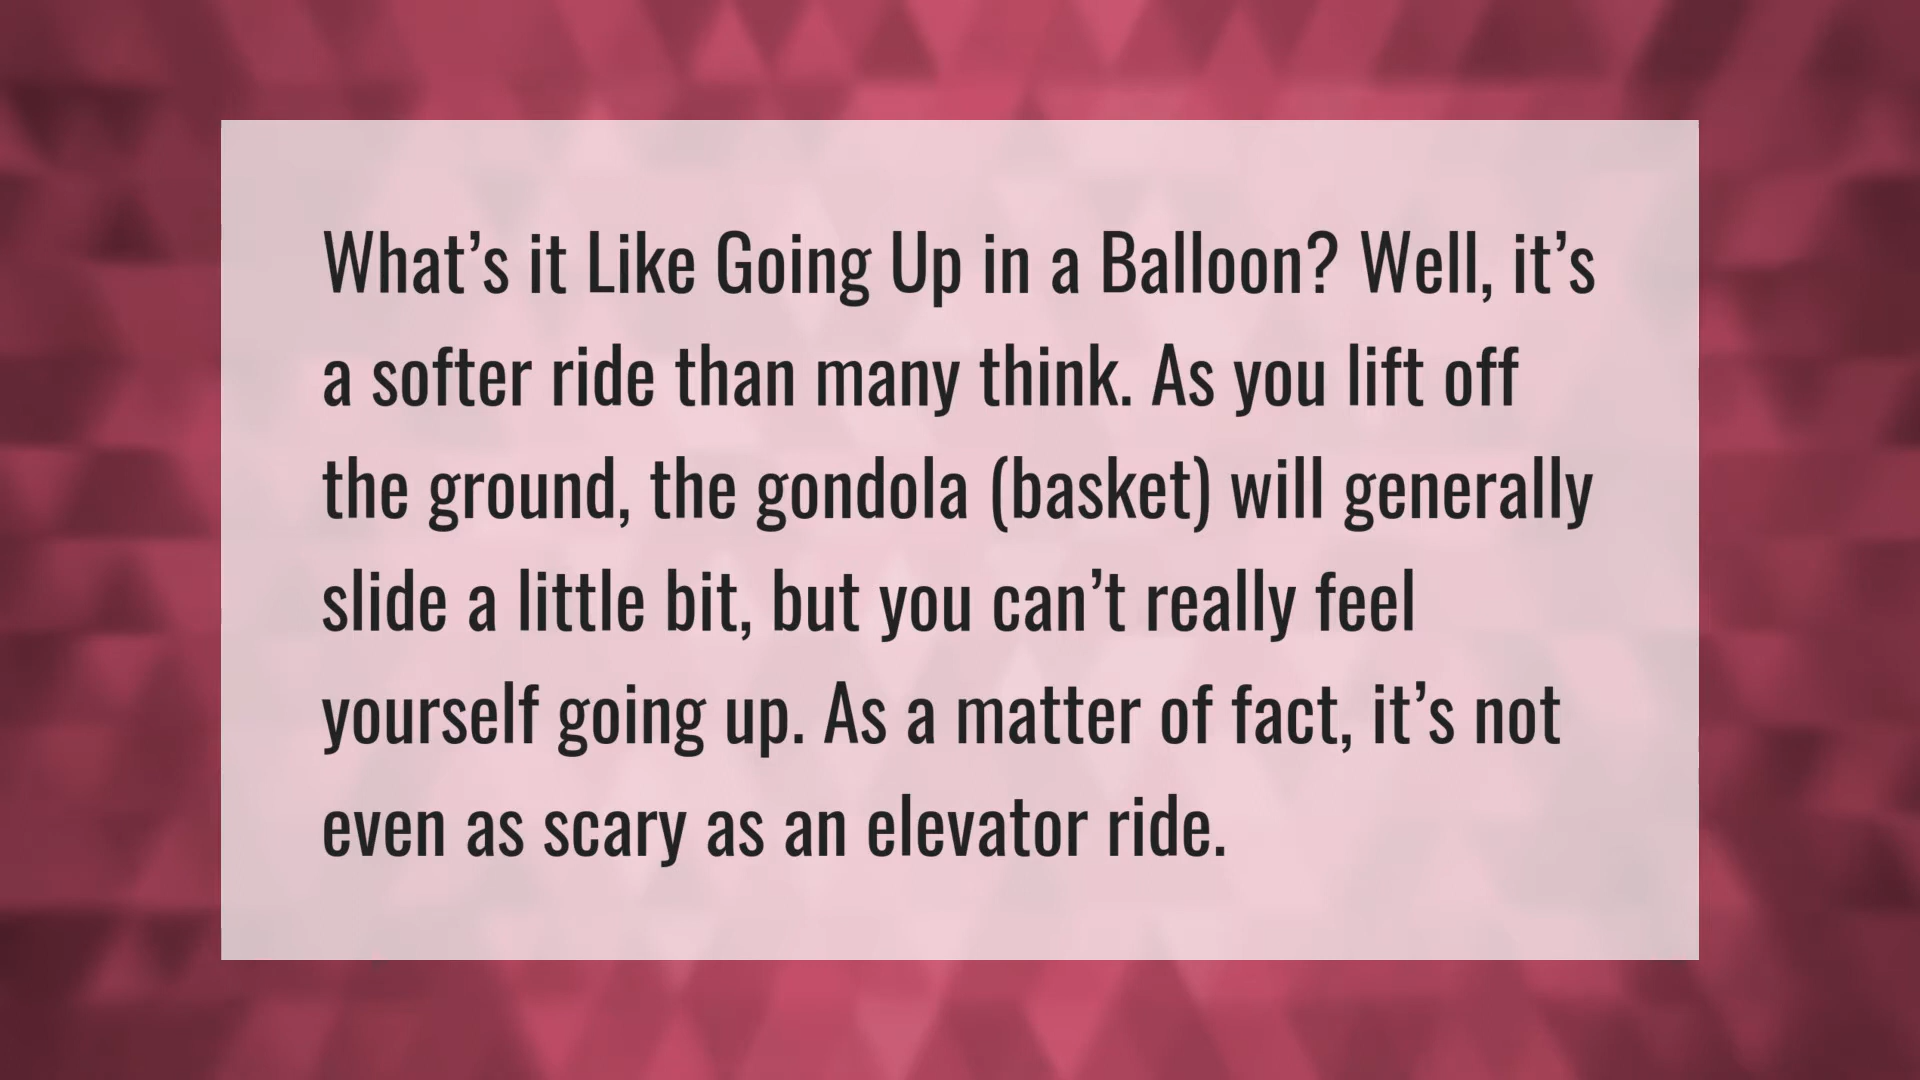 What’s it Like Going Up in a Balloon? Well, it’s
a softer ride than many think. As you lift off
the ground, the gondola (basket) will generally
slide a little bit, but you can’t really feel
yourself going up. As a matter of fact, it’s not
even as scary as an elevator ride.